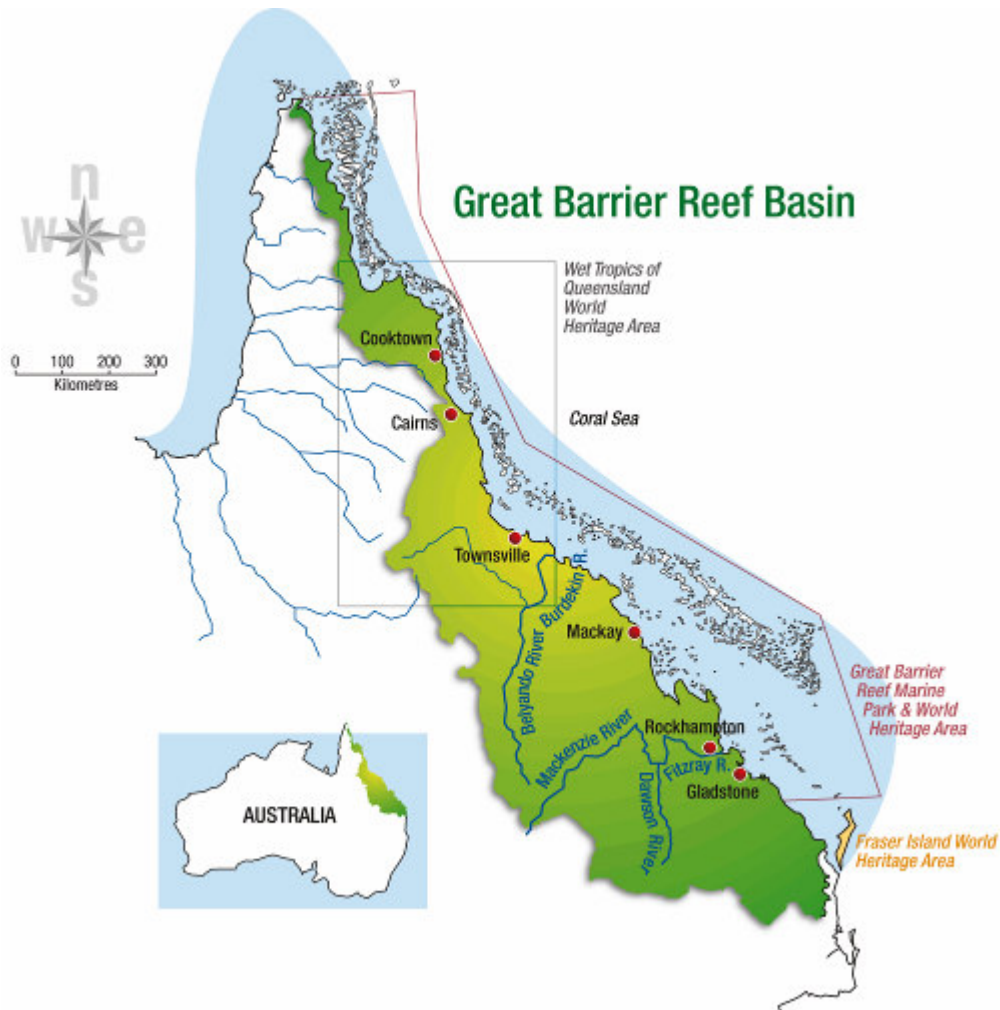 Great Barrier Reef Basin
n
w e
s
Wet Tropics of
Queensland
World
Heritage Area
Cooktown
0 100 200 300
Kilometres
Cairns
Coral Sea
Townsville
Burdekin R.
Mackay
Belyando River
Great Barrier
Reef Marine
Park & World
Heritage Area
Mackenzie River
Rockhampton
Fitzray R.
Gladstone
Dawson River
AUSTRALIA
Fraser Island World
Heritage Area